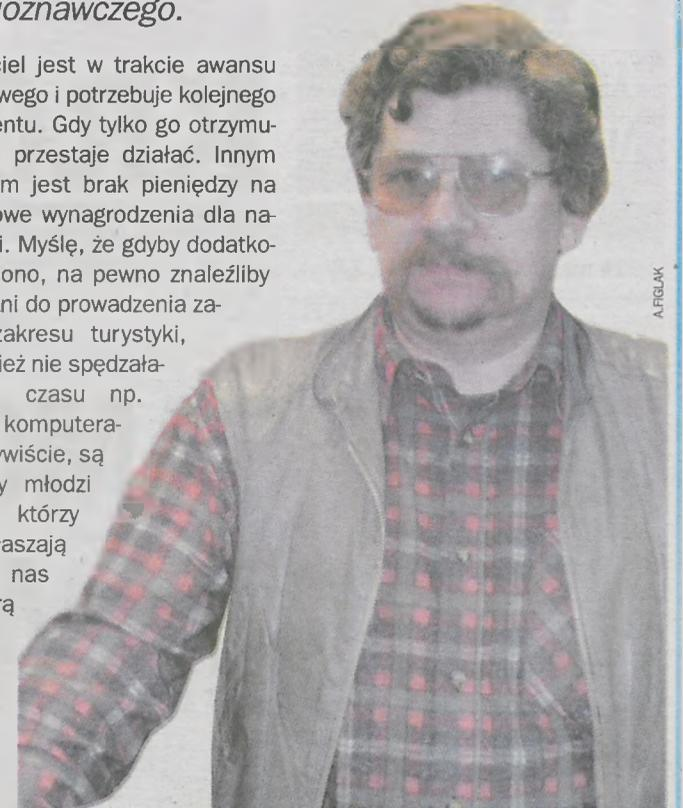 oznawczego.
ciel jest w trakcie awansu
wego i potrzebuje kolejnego
entu. Gdy tylko go otrzymu-
przestaje działać. Innym
m jest brak pieniędzy na
owe wynagrodzenia dla na-
i. Myślę, że gdyby dodatko-
ono, na pewno znaleźliby
ni do prowadzenia za-
zakresu turystyki,
ież nie spędzała-
czasu np.
komputera-
ywiście, są
y młodzi
którzy
łaszają
nas
rą
A.FIGLAK